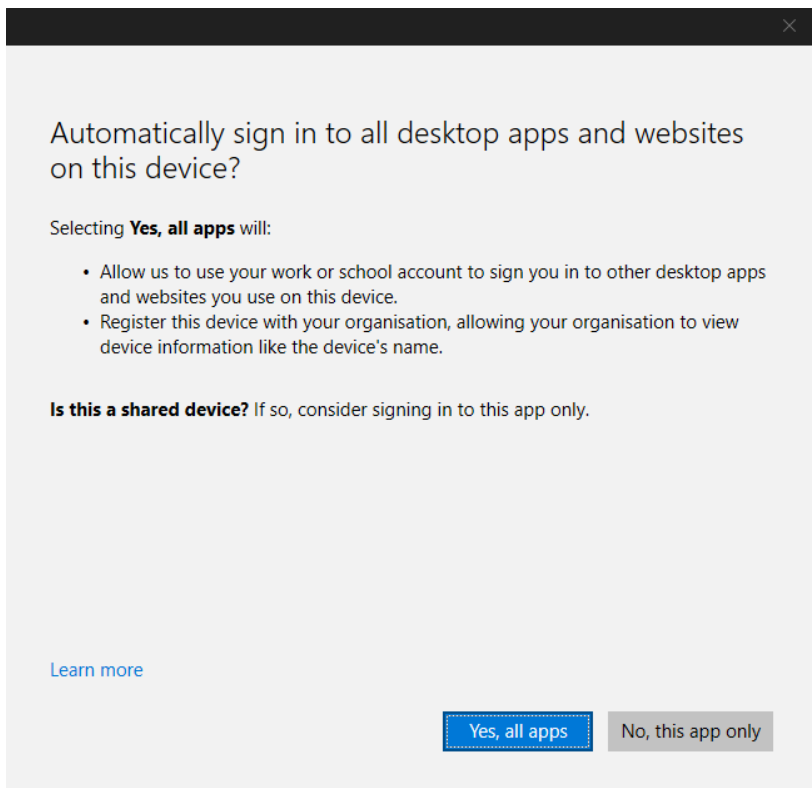 Automatically sign in to all desktop apps and websites
on this device?
Selecting Yes, all apps will:
• Allow us to use your work or school account to sign you in to other desktop apps
and websites you use on this device.
• Register this device with your organisation, allowing your organisation to view
device information like the device's name.
Is this a shared device? If so, consider signing in to this app only.
Learn more
Yes, all apps
No, this app only